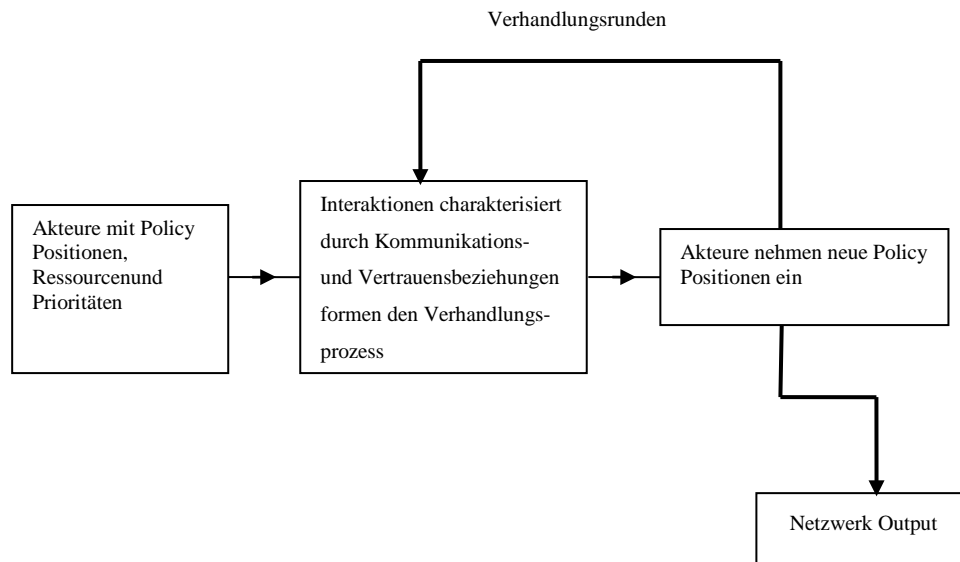 Verhandlungsrunden
Akteure mit Policy
Positionen,
Ressourcenund
Prioritäten
Interaktionen charakterisiert
durch Kommunikations-
und Vertrauensbeziehungen
formen den Verhandlungs-
prozess
Akteure nehmen neue Policy
Positionen ein
Netzwerk Output